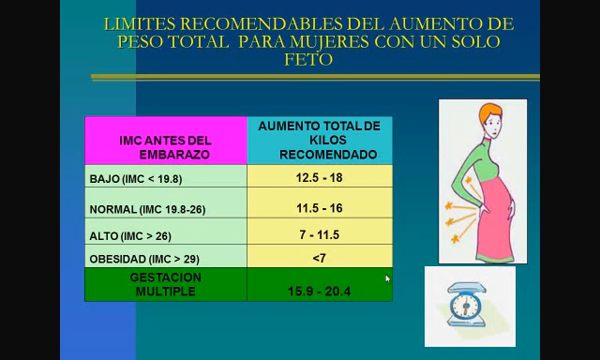 LIMITES RECOMENDABLES DEL AUMENTO DE
PESO TOTAL PARA MUJERES CON UN SOLO
FETO
IMC ANTES DEL
EMBARAZO
AUMENTO TOTAL DE
KILOS
RECOMENDADO
BAJO (IMC < 19.8)
12.5 - 18
NORMAL (IMC 19.8-26)
11.5 - 16
ALTO (IMC > 26)
7 - 11.5
OBESIDAD (IMC > 29)
<7
GESTACION
MULTIPLE
15.9 - 20.4